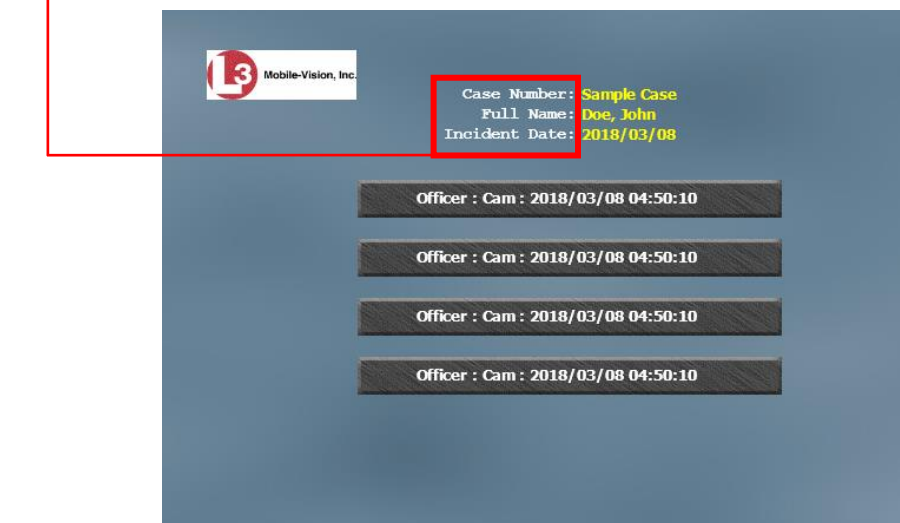 L3 Mobile-Vision, Inc.
Case Number: Sample Case
Full Name: Doe, John
Incident Date: 2018/03/08
Officer : Cam : 2018/03/08 04:50:10
Officer : Cam : 2018/03/08 04:50:10
Officer : Cam : 2018/03/08 04:50:10
Officer : Cam : 2018/03/08 04:50:10